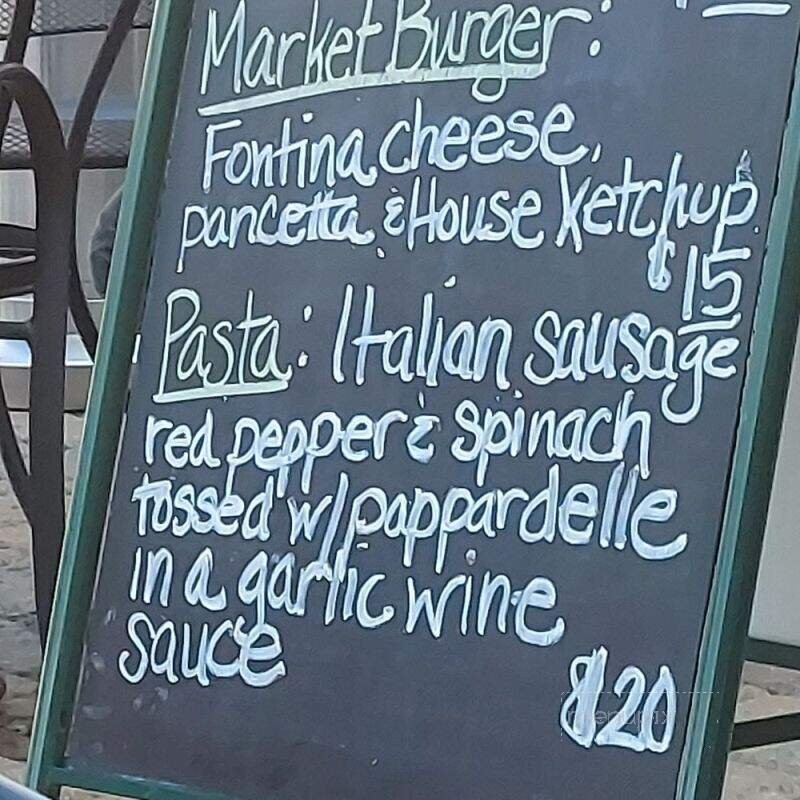 Market Burger:
Fontina cheese,
pancetta & House Ketchup
$15
Pasta: Italian sausage
red pepper & spinach
tossed w/ pappardelle
in a garlic wine
sauce
$20
menupix